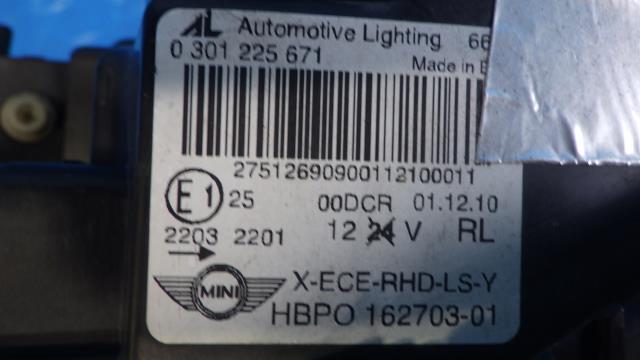 AL Automotive Lighting 66
0 301 225 671
Made in
27512690900112100011
E1 25 00DCR 01.12.10
2203 2201 12 24 V RL
MINI X-ECE-RHD-LS-Y
HBPO 162703-01